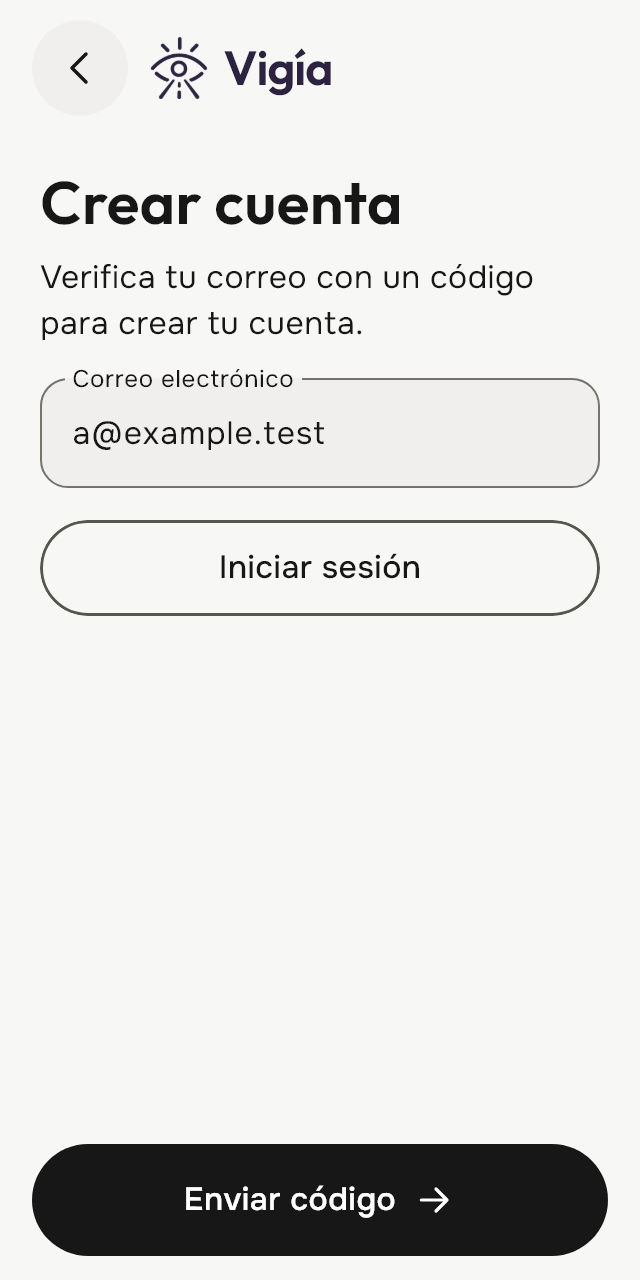 Vigía
Crear cuenta
Verifica tu correo con un código
para crear tu cuenta.
Correo electrónico
a@example.test
Iniciar sesión
Enviar código